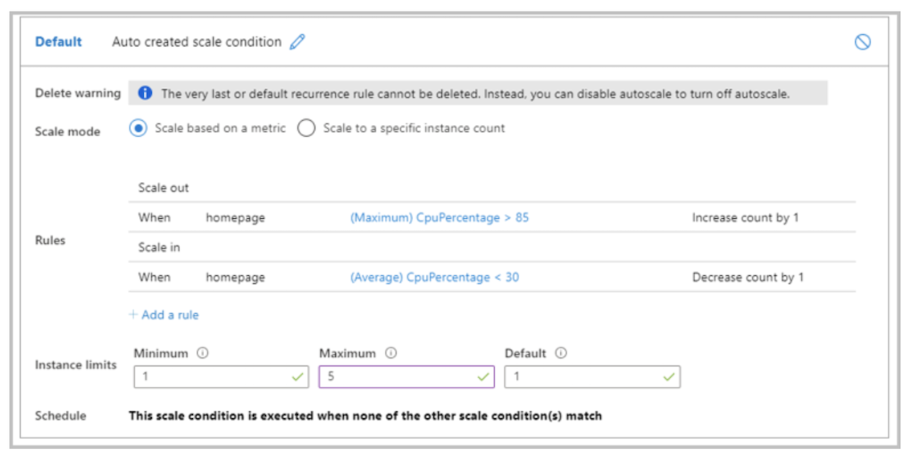 Default Auto created scale condition
Delete warning The very last or default recurrence rule cannot be deleted. Instead, you can disable autoscale to turn off autoscale.
Scale mode Scale based on a metric Scale to a specific instance count
Scale out
When homepage (Maximum) CpuPercentage > 85 Increase count by 1
Rules
Scale in
When homepage (Average) CpuPercentage < 30 Decrease count by 1
+ Add a rule
Instance limits
Minimum Maximum Default
1 5 1
Schedule This scale condition is executed when none of the other scale condition(s) match